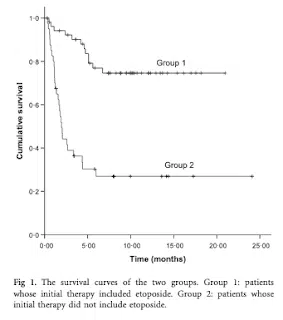 1·0
0·8
0·6
0·4
0·2
0·0
Cumulative survival
Group 1
Group 2
0·00 5·00 10·00 15·00 20·00 25·00
Time (months)
Fig 1. The survival curves of the two groups. Group 1: patients
whose initial therapy included etoposide. Group 2: patients whose
initial therapy did not include etoposide.